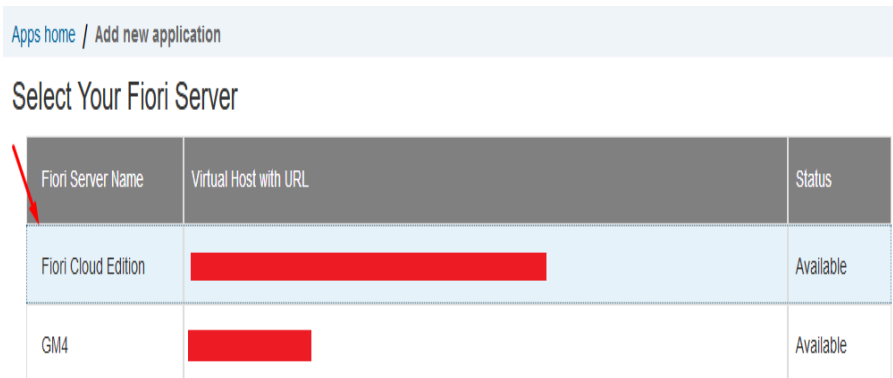 Apps home / Add new application
Select Your Fiori Server
Fiori Server Name Virtual Host with URL Status
Fiori Cloud Edition Available
GM4 Available